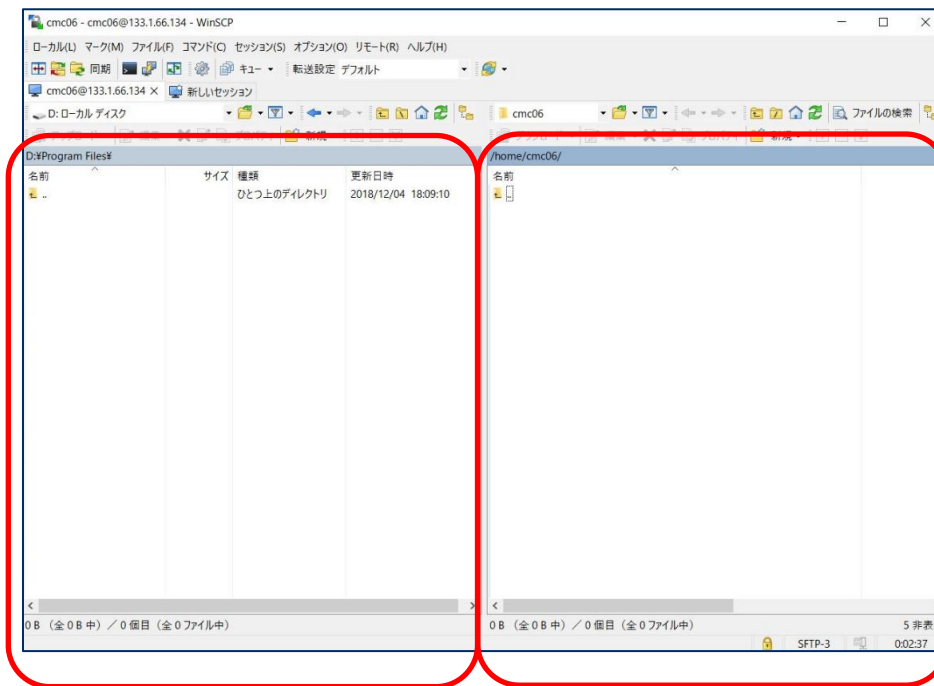 cmc06 - cmc06@133.1.66.134 - WinSCP
ローカル(L) マーク(M) ファイル(F) コマンド(C) セッション(S) オプション(O) リモート(R) ヘルプ(H)
同期 キュー 転送設定 デフォルト
cmc06@133.1.66.134 × 新しいセッション
D: ローカル ディスク cmc06 ファイルの検索
新規 新規
D:¥Program Files¥ /home/cmc06/
名前 サイズ 種類 更新日時 名前
.. ひとつ上のディレクトリ 2018/12/04 18:09:10 ..
0 B （全 0 B 中）／ 0 個目（全 0 ファイル中） 0 B （全 0 B 中）／ 0 個目（全 0 ファイル中） 5 非表
SFTP-3 0:02:37